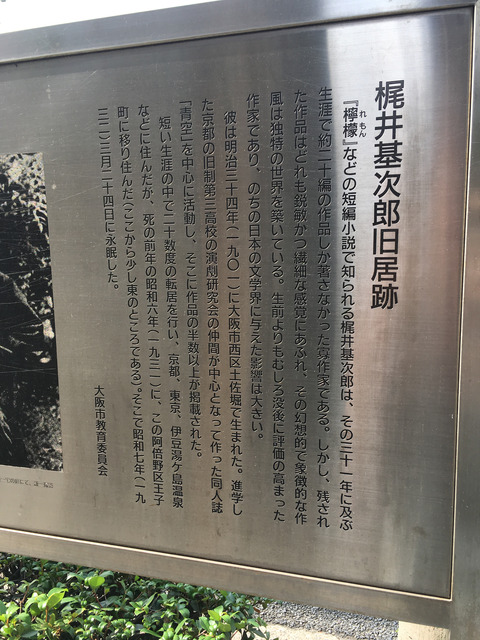 梶井基次郎旧居跡
『檸檬』などの短編小説で知られる梶井基次郎は、その三十一年に及ぶ
れもん
生涯で約二十編の作品しか著さなかった寡作家である。しかし、残され
た作品はどれも鋭敏かつ繊細な感覚にあふれ、その幻想的で象徴的な作
風は独特の世界を築いている。生前よりもむしろ没後に評価の高まった
作家であり、のちの日本の文学界に与えた影響は大きい。
彼は明治三十四年(一九〇一)に大阪市西区土佐堀で生まれた。進学し
た京都の旧制第三高校の演劇研究会の仲間が中心となって作った同人誌
「青空」を中心に活動し、そこに作品の半数以上が掲載された。
短い生涯の中で二十数度の転居を行い、京都、東京、伊豆湯ケ島温泉
などに住んだが、死の前年の昭和六年(一九三一)に、この阿倍野区王子
町に移り住んだ(ここから少し東のところである)。そこで昭和七年(一九
三二)三月二十四日に永眠した。
大阪市教育委員会